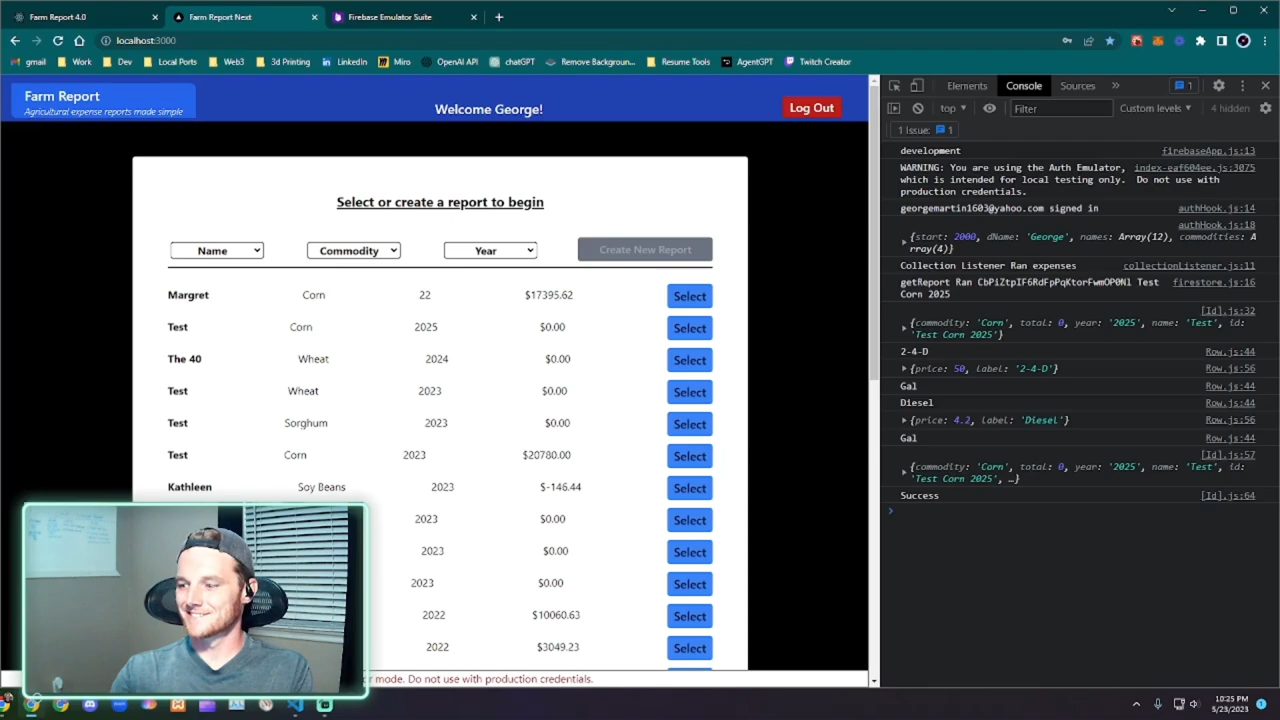 Farm Report 4.0
Farm Report Next
Firebase Emulator Suite
localhost:3000
gmail Work Dev Local Ports Web3 3d Printing LinkedIn Miro OpenAI API chatGPT Remove Backgroun... Resume Tools AgentGPT Twitch Creator
Farm Report
Agricultural expense reports made simple
Welcome George!
Log Out
Select or create a report to begin
Name Commodity Year Create New Report
Margret Corn 22 $17395.62 Select
Test Corn 2025 $0.00 Select
The 40 Wheat 2024 $0.00 Select
Test Wheat 2023 $0.00 Select
Test Sorghum 2023 $0.00 Select
Test Corn 2023 $20780.00 Select
Kathleen Soy Beans 2023 $-146.44 Select
2023 $0.00 Select
2023 $0.00 Select
2023 $0.00 Select
2022 $10060.63 Select
2022 $3049.23 Select
r mode. Do not use with production credentials.
Elements Console Sources » 1
top Filter Custom levels 4 hidden
1 Issue: 1
development firebaseApp.js:13
WARNING: You are using the Auth Emulator, index-eaf604ee.js:3075
which is intended for local testing only. Do not use with
production credentials.
georgemartin1603@yahoo.com signed in authHook.js:14
authHook.js:18
{start: 2000, dName: 'George', names: Array(12), commodities: A
rray(4)}
Collection Listener Ran expenses collectionListener.js:11
getReport Ran CbPiZtpIF6RdFpPqKtorFwmOP0Nl Test firestore.js:16
Corn 2025
[Id].js:32
{commodity: 'Corn', total: 0, year: '2025', name: 'Test', id:
'Test Corn 2025'}
2-4-D Row.js:44
{price: 50, label: '2-4-D'} Row.js:56
Gal Row.js:44
Diesel Row.js:44
{price: 4.2, label: 'Diesel'} Row.js:56
Gal Row.js:44
[Id].js:57
{commodity: 'Corn', total: 0, year: '2025', name: 'Test', id:
'Test Corn 2025', …}
Success [Id].js:64
10:25 PM
5/23/2023